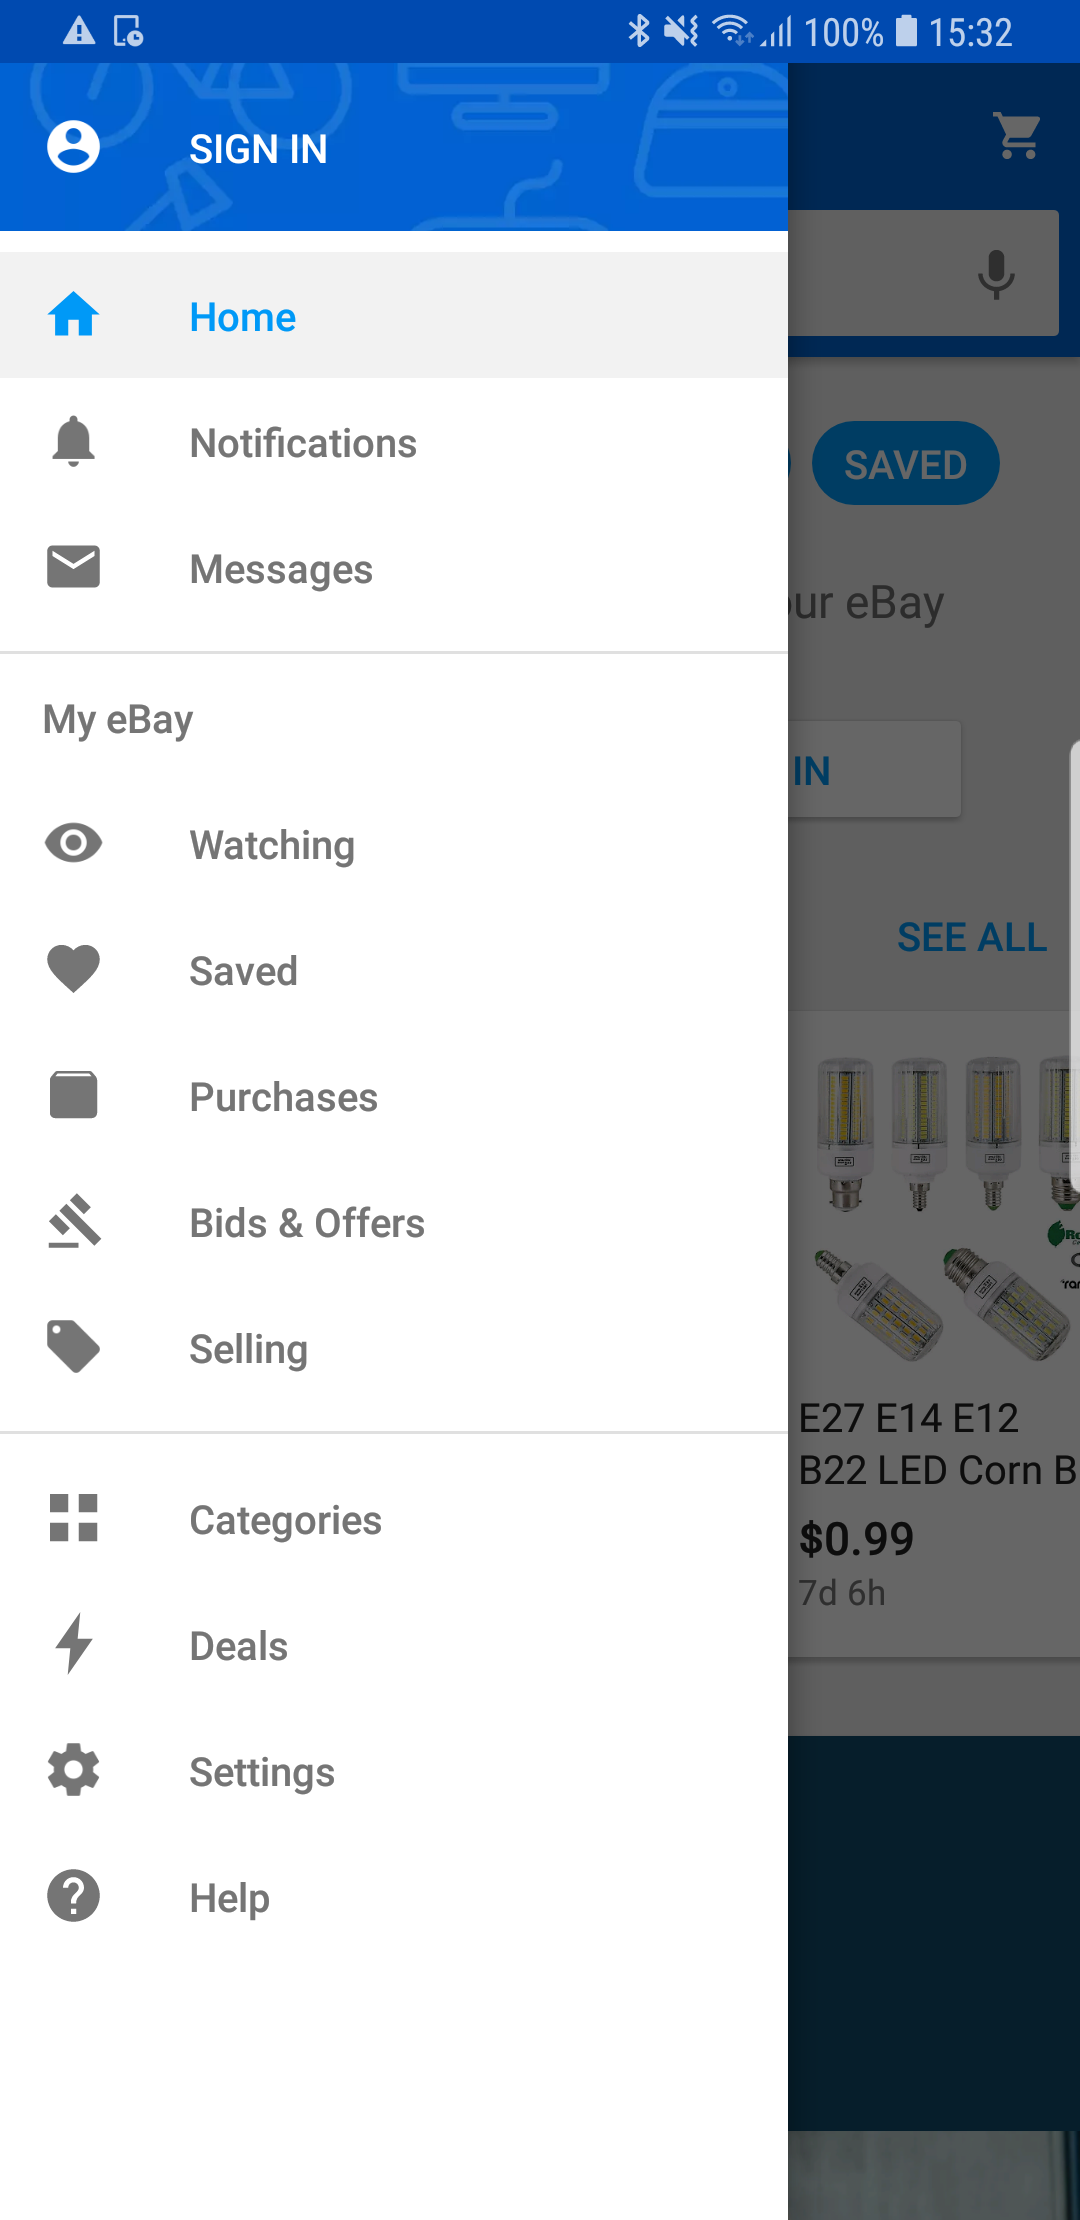 100% 15:32
SIGN IN
Home
Notifications
SAVED
Messages
ur eBay
My eBay
IN
Watching
SEE ALL
Saved
Purchases
Bids & Offers
Selling
E27 E14 E12
B22 LED Corn B
$0.99
7d 6h
Categories
Deals
Settings
Help